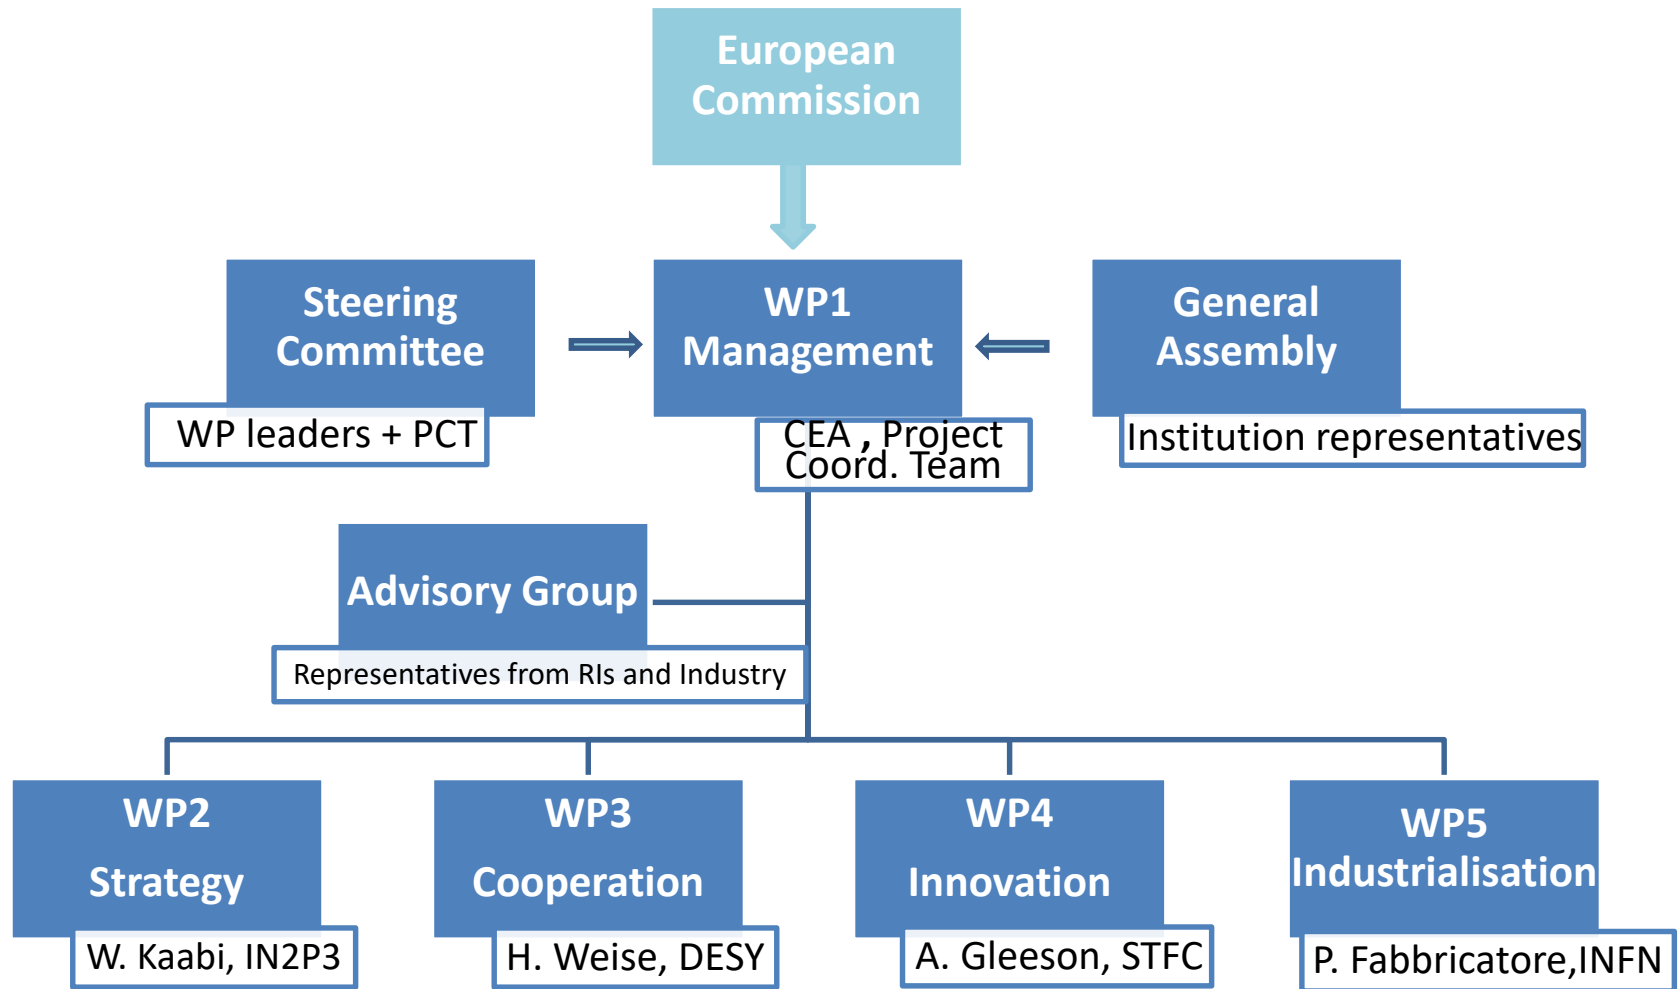 European
Commission
Steering
Committee
WP1
Management
General
Assembly
WP leaders + PCT
CEA , Project
Coord. Team
Institution representatives
Advisory Group
Representatives from RIs and Industry
WP2
Strategy
WP3
Cooperation
WP4
Innovation
WP5
Industrialisation
W. Kaabi, IN2P3
H. Weise, DESY
A. Gleeson, STFC
P. Fabbricatore,INFN